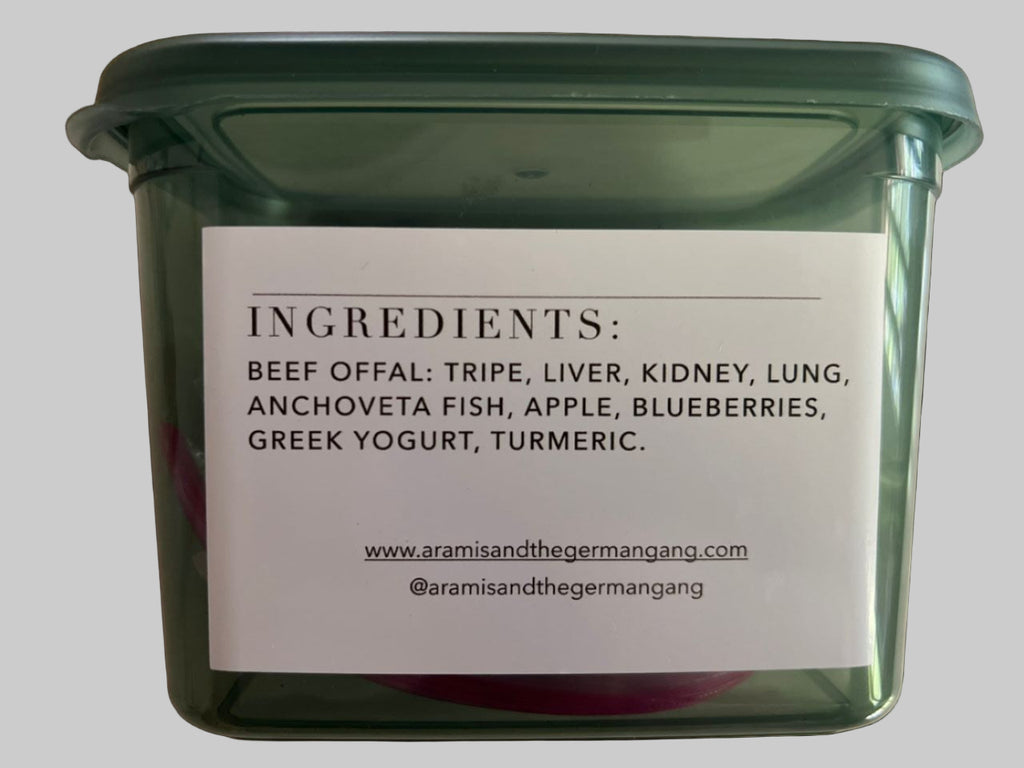 INGREDIENTS:
BEEF OFFAL: TRIPE, LIVER, KIDNEY, LUNG,
ANCHOVETA FISH, APPLE, BLUEBERRIES,
GREEK YOGURT, TURMERIC.
www.aramisandthegermangang.com
@aramisandthegermangang